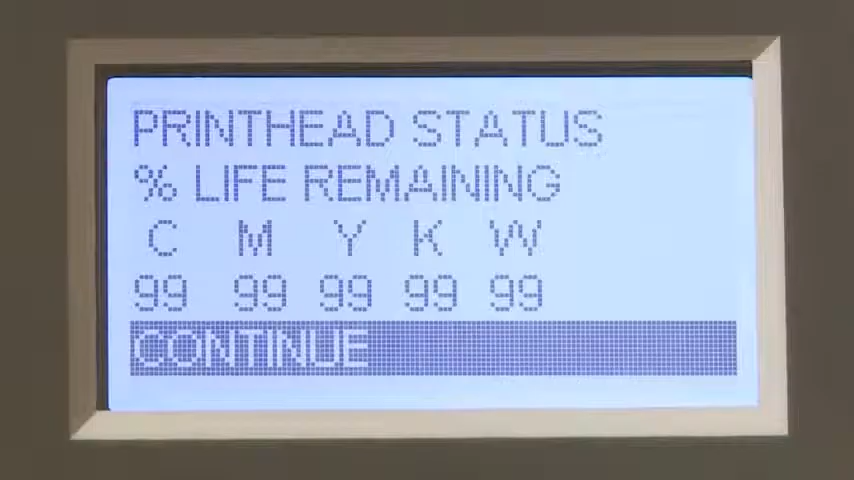 PRINTHEAD STATUS
% LIFE REMAINING
C M Y K W
99 99 99 99 99
CONTINUE